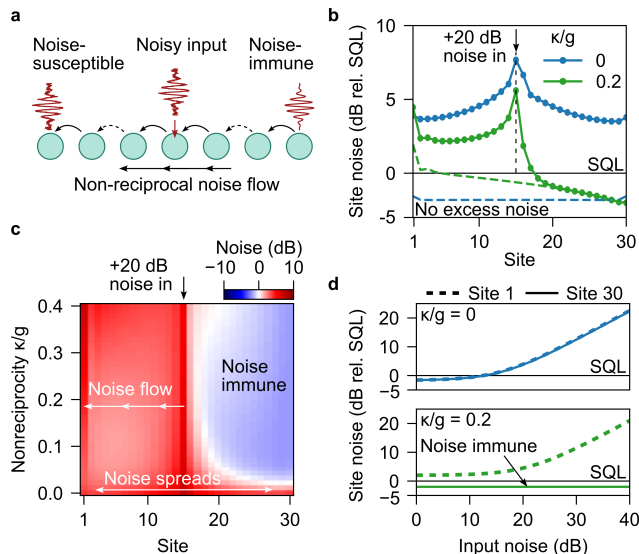 a
Noise-
susceptible
Noisy input
Noise-
immune
Non-reciprocal noise flow
b
+20 dB
noise in
κ/g
0
0.2
Site noise (dB rel. SQL)
10
5
0
-5
SQL
No excess noise
1
10
20
30
Site
c
+20 dB
noise in
Noise (dB)
−10
0
10
Nonreciprocity κ/g
0.4
0.3
0.2
0.1
0.0
Noise flow
Noise
immune
Noise spreads
1
10
20
30
Site
d
Site 1
Site 30
Site noise (dB rel. SQL)
κ/g = 0
20
10
0
−5
SQL
κ/g = 0.2
Noise immune
20
10
0
−5
SQL
0
10
20
30
40
Input noise (dB)